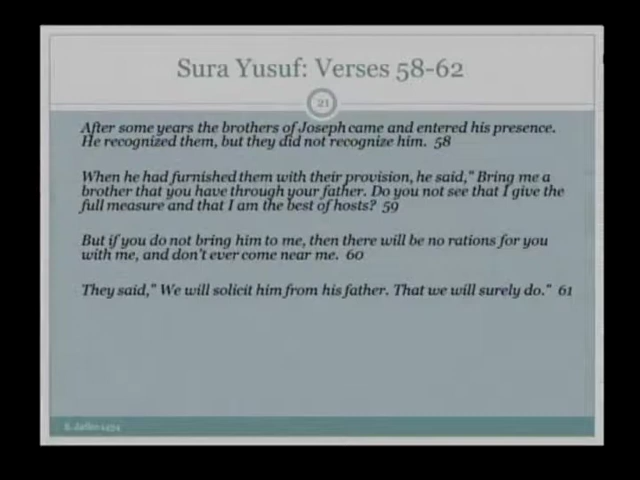 Sura Yusuf: Verses 58-62
21
After some years the brothers of Joseph came and entered his presence.
He recognized them, but they did not recognize him. 58
When he had furnished them with their provision, he said," Bring me a
brother that you have through your father. Do you not see that I give the
full measure and that I am the best of hosts? 59
But if you do not bring him to me, then there will be no rations for you
with me, and don't ever come near me. 60
They said," We will solicit him from his father. That we will surely do." 61